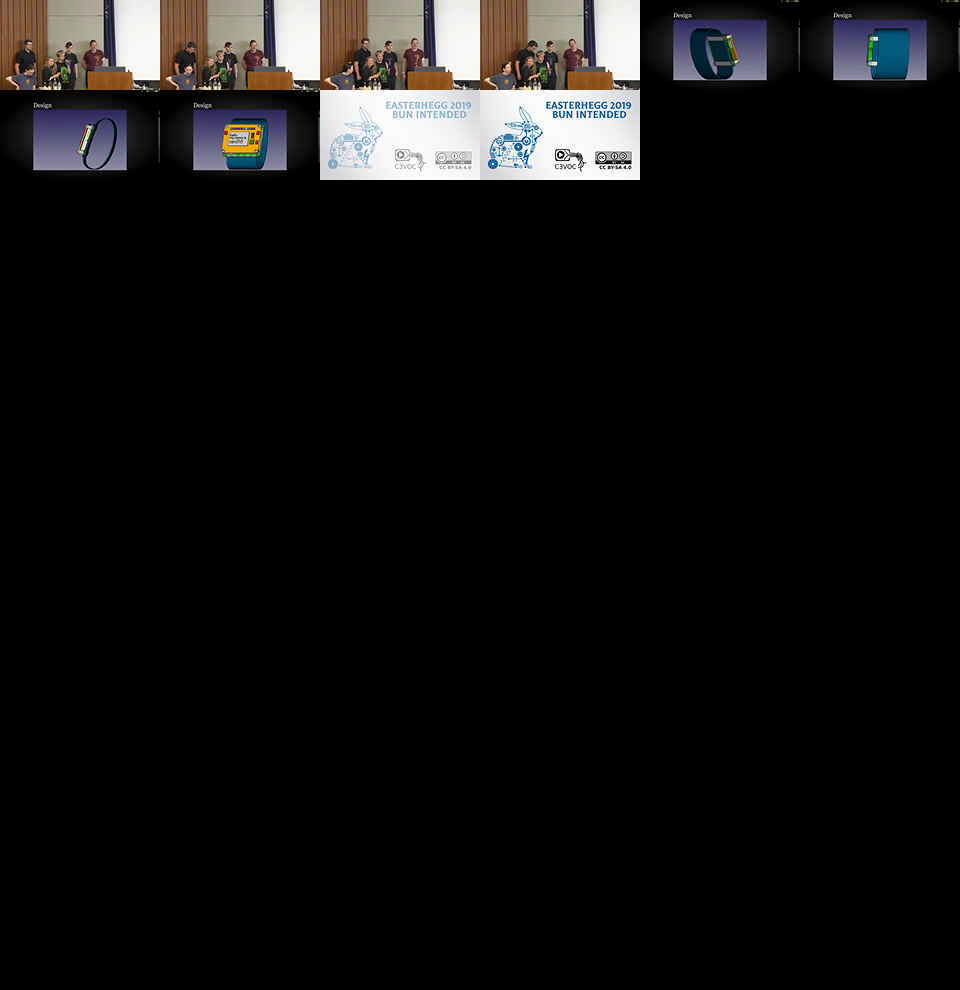 Design
Design
Design
Design
EASTERHEGG 2019
BUN INTENDED
C3VOC
CC BY-SA 4.0
EASTERHEGG 2019
BUN INTENDED
C3VOC
CC BY-SA 4.0